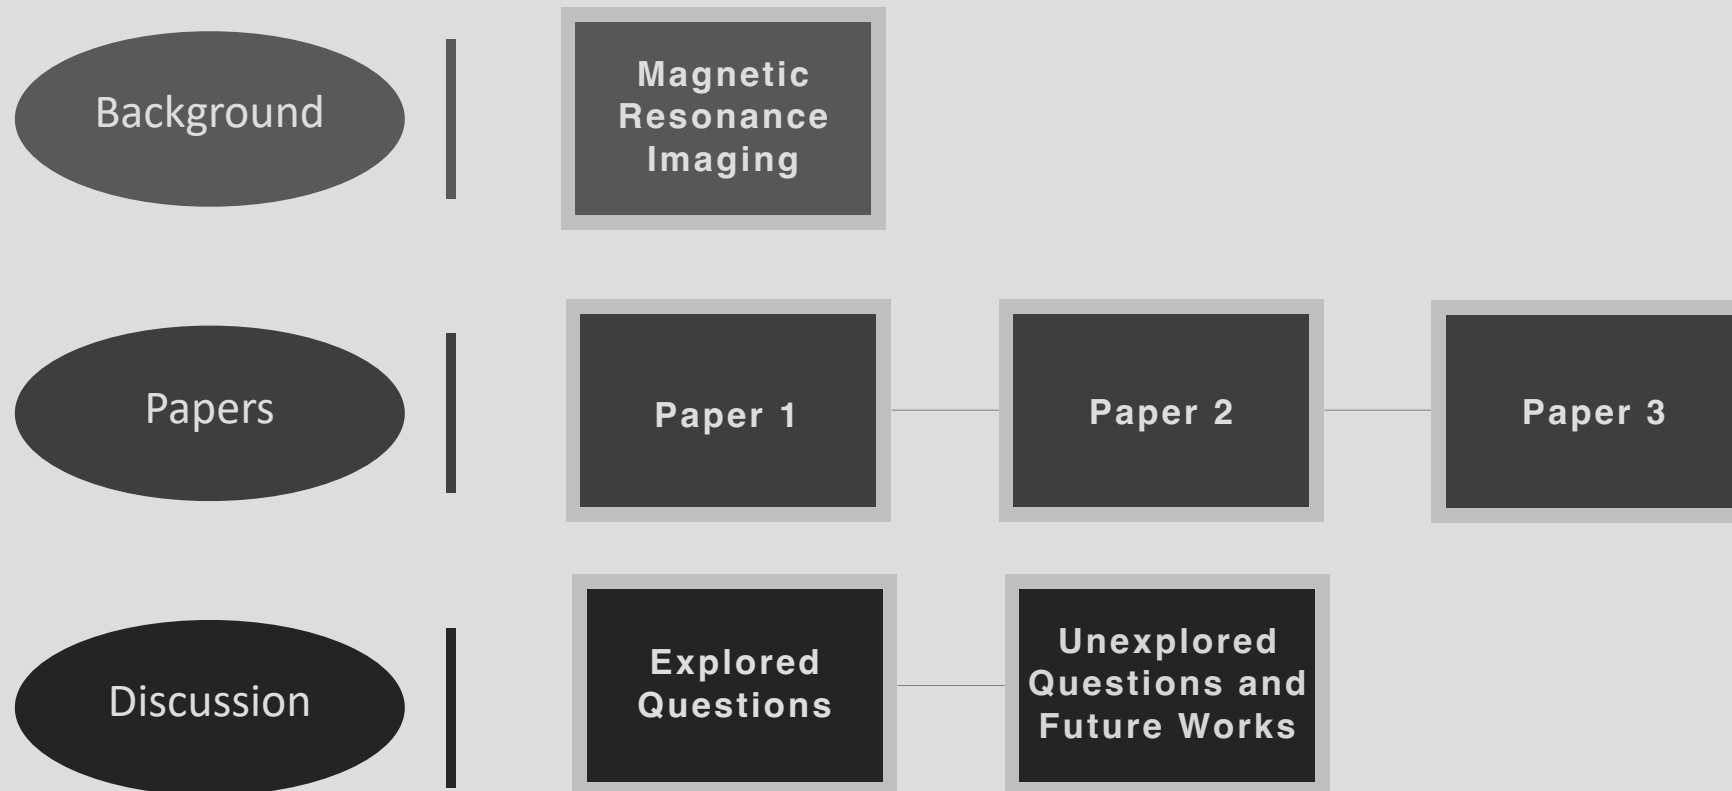 Background
Magnetic
Resonance
Imaging
Papers
Paper 1
Paper 2
Paper 3
Discussion
Explored
Questions
Unexplored
Questions and
Future Works